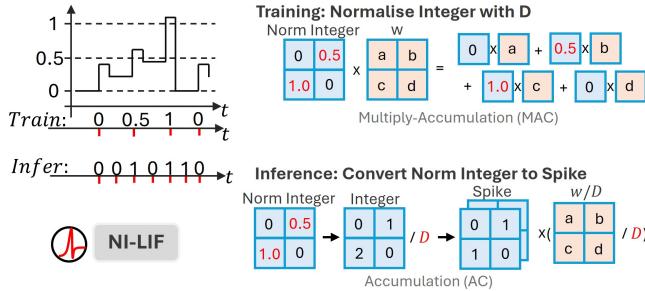 1
0.5
0
t
Train: 0 0.5 1 0
t
Infer: 0 0 1 0 1 1 0
t
NI-LIF
Training: Normalise Integer with D
Norm Integer w
0 0.5 a b
1.0 0 c d
x =
0 x a + 0.5 x b
+ 1.0 x c + 0 x d
Multiply-Accumulation (MAC)
Inference: Convert Norm Integer to Spike
Norm Integer Integer Spike w/D
0 0.5 0 1 0 1 a b
/ D x( / D)
1.0 0 2 0 1 0 c d
Accumulation (AC)